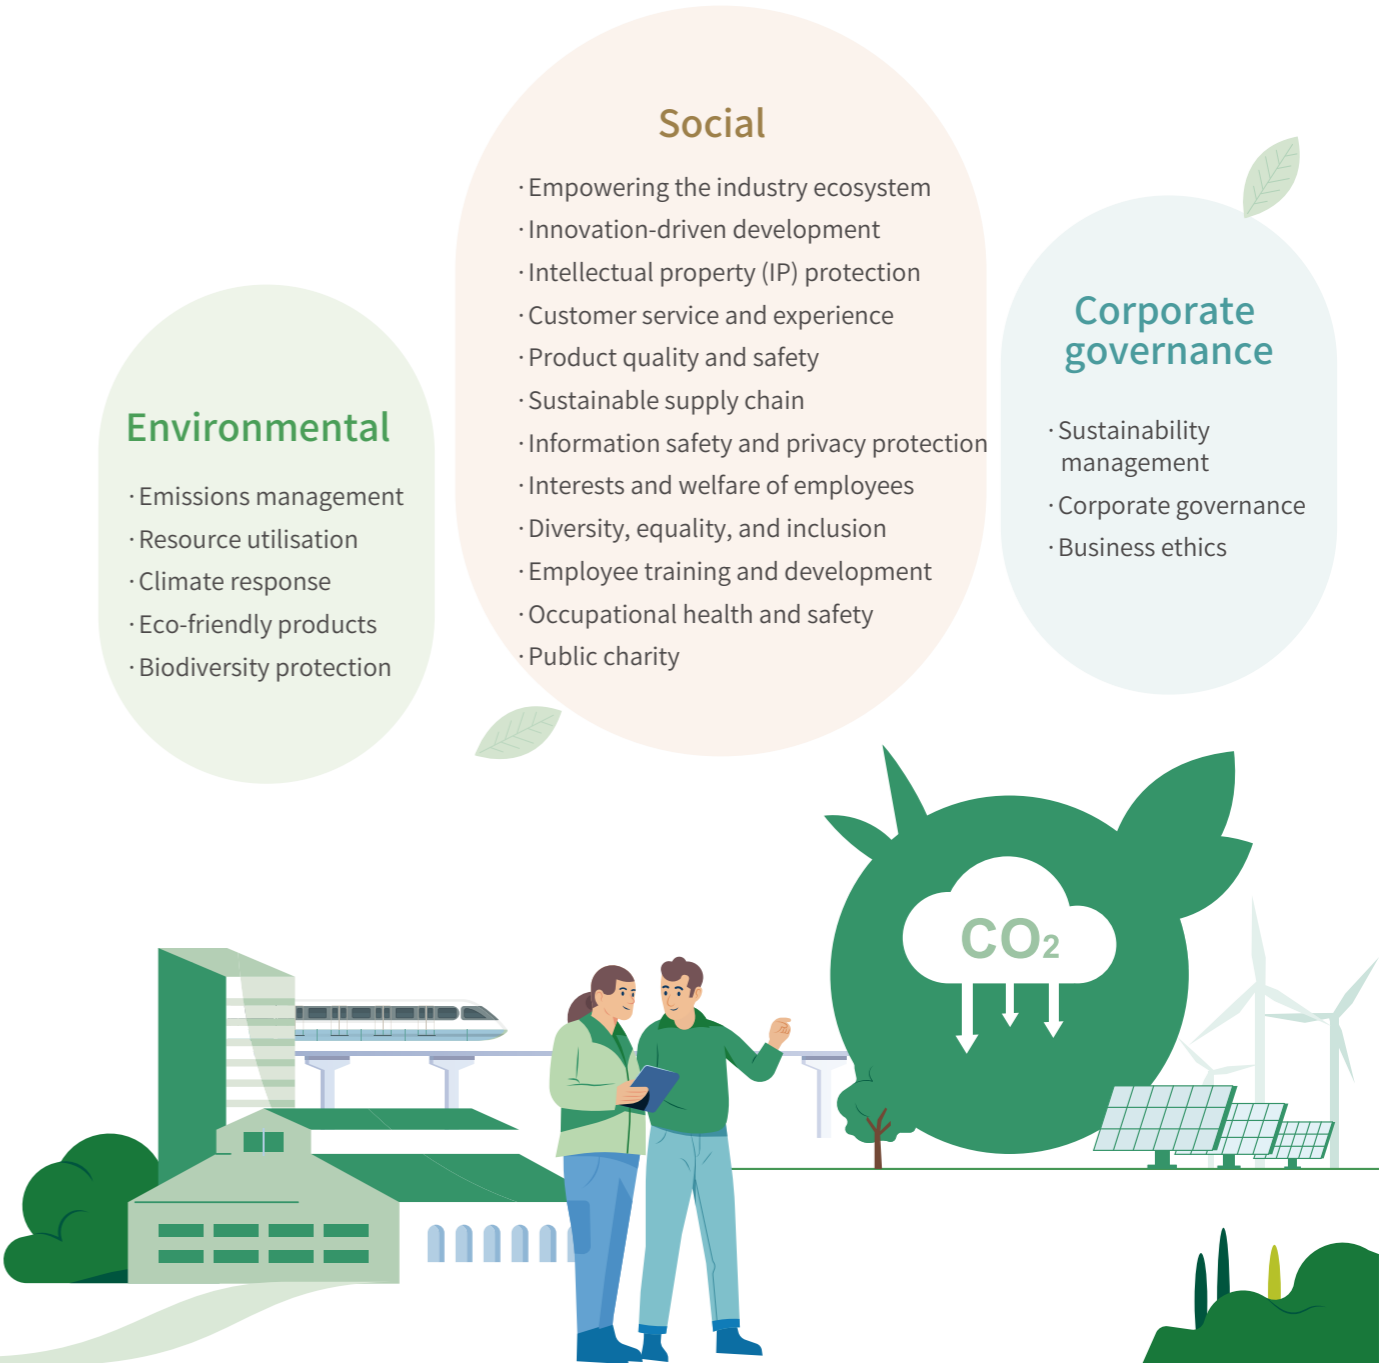 Social
· Empowering the industry ecosystem
· Innovation-driven development
· Intellectual property (IP) protection
· Customer service and experience
· Product quality and safety
· Sustainable supply chain
· Information safety and privacy protection
· Interests and welfare of employees
· Diversity, equality, and inclusion
· Employee training and development
· Occupational health and safety
· Public charity
Environmental
· Emissions management
· Resource utilisation
· Climate response
· Eco-friendly products
· Biodiversity protection
Corporate
governance
· Sustainability
management
· Corporate governance
· Business ethics
CO₂